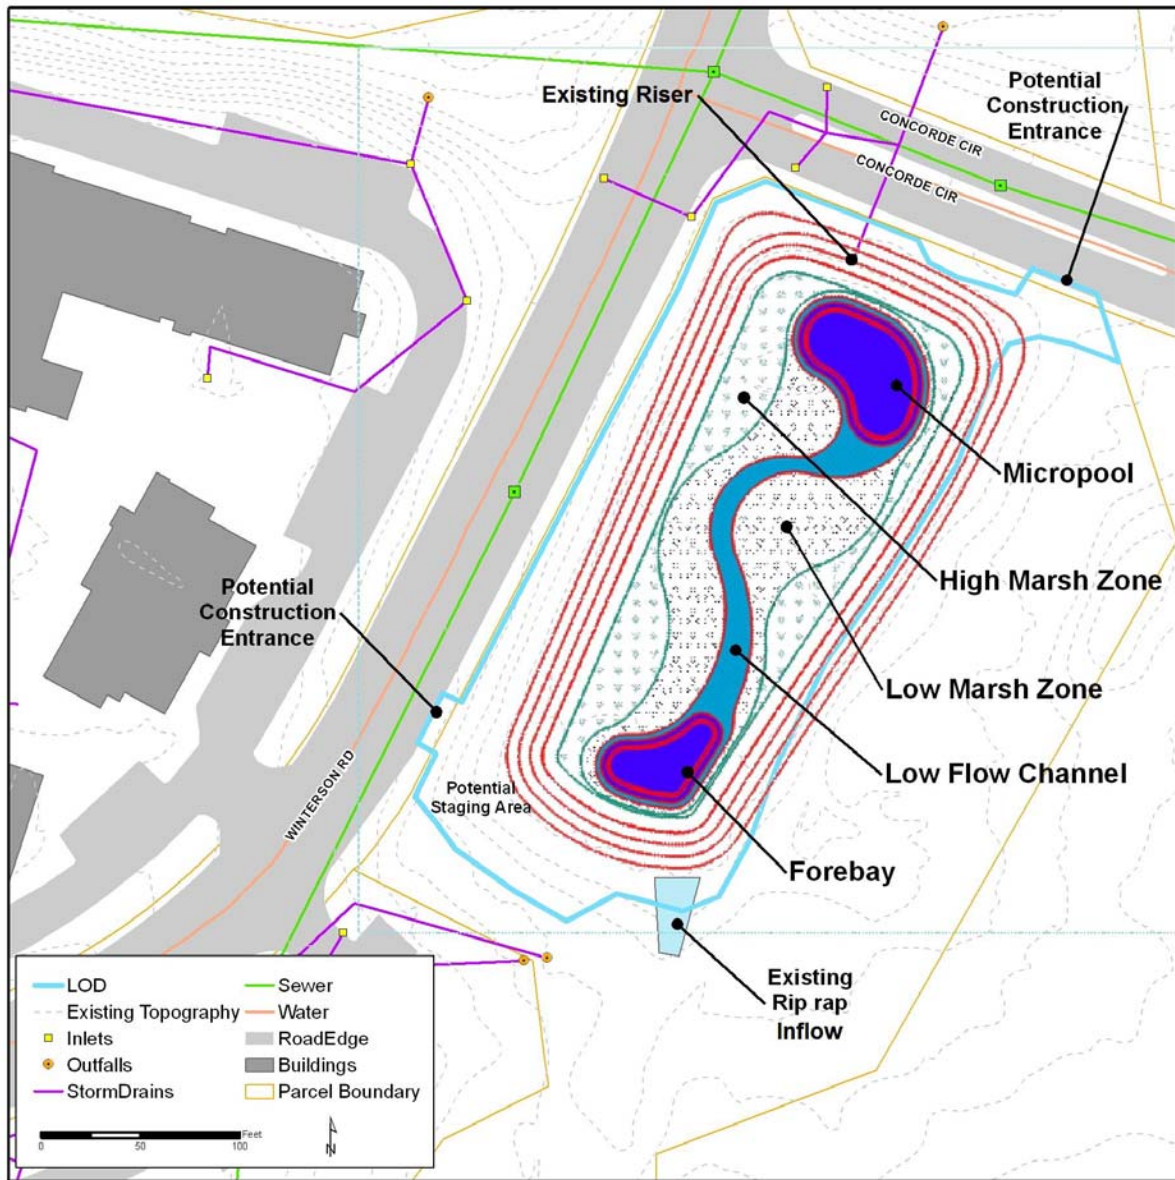 Existing Riser
Potential
Construction
Entrance
CONCORDE CIR
CONCORDE CIR
Micropool
High Marsh Zone
Potential
Construction
Entrance
Low Marsh Zone
Low Flow Channel
WINTERSON RD
Potential
Staging Area
Forebay
Existing
Rip rap
Inflow
LOD
Existing Topography
Inlets
Outfalls
StormDrains
Sewer
Water
RoadEdge
Buildings
Parcel Boundary
Feet
0 50 100
N